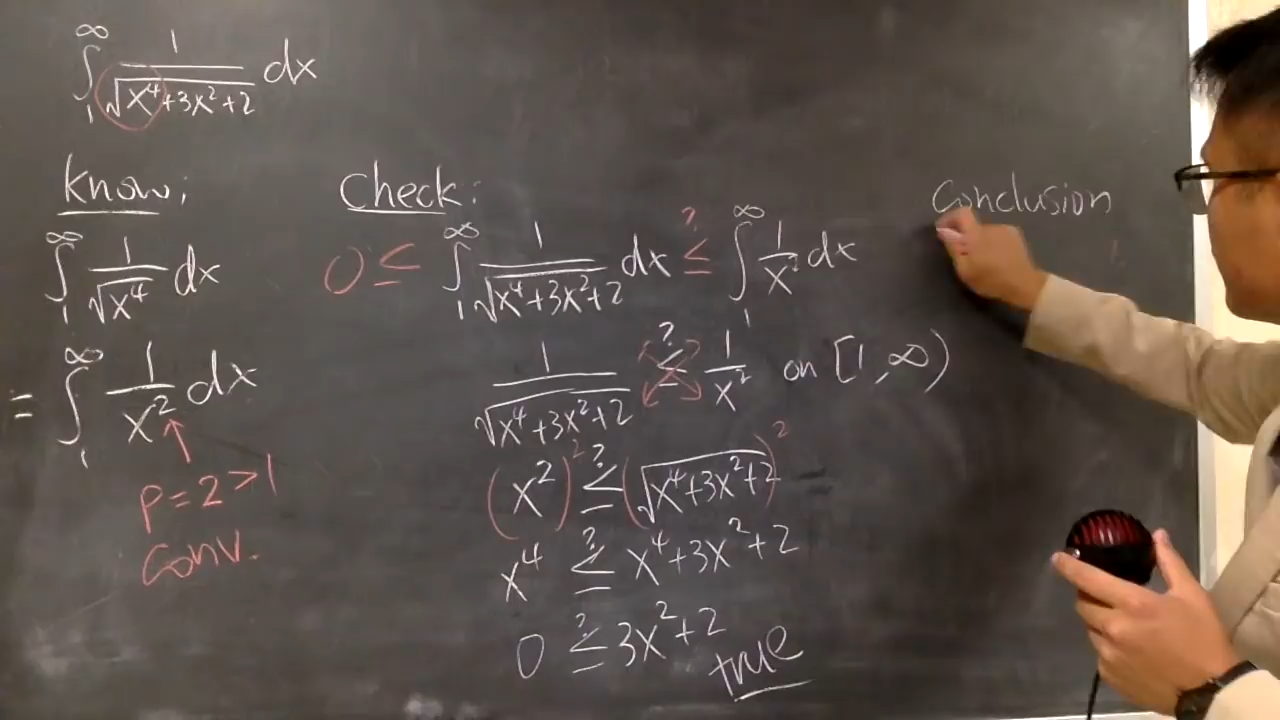 ∫₁^∞ 1/√(x⁴+3x²+2) dx
Know:
∫₁^∞ 1/√(x⁴) dx
= ∫₁^∞ 1/x² dx
p=2>1
conv.
Check:
0 ≤ ∫₁^∞ 1/√(x⁴+3x²+2) dx ≤? ∫₁^∞ 1/x² dx
1/√(x⁴+3x²+2) ≤? 1/x² on [1,∞)
(x²)² ≤? (√(x⁴+3x²+2))²
x⁴ ≤? x⁴+3x²+2
0 ≤? 3x²+2
true
Conclusion